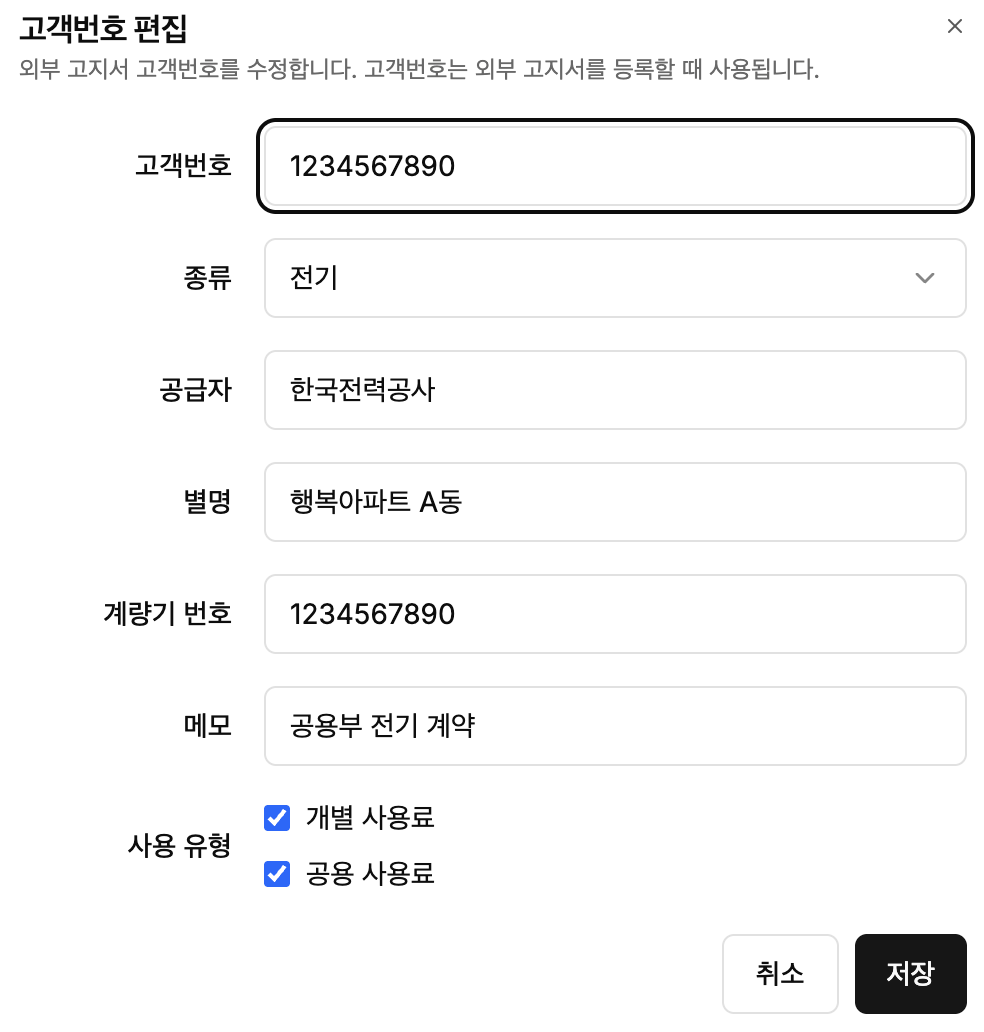 고객번호 편집
외부 고지서 고객번호를 수정합니다. 고객번호는 외부 고지서를 등록할 때 사용됩니다.
고객번호 1234567890
종류 전기
공급자 한국전력공사
별명 행복아파트 A동
계량기 번호 1234567890
메모 공용부 전기 계약
사용 유형
개별 사용료
공용 사용료
취소 저장